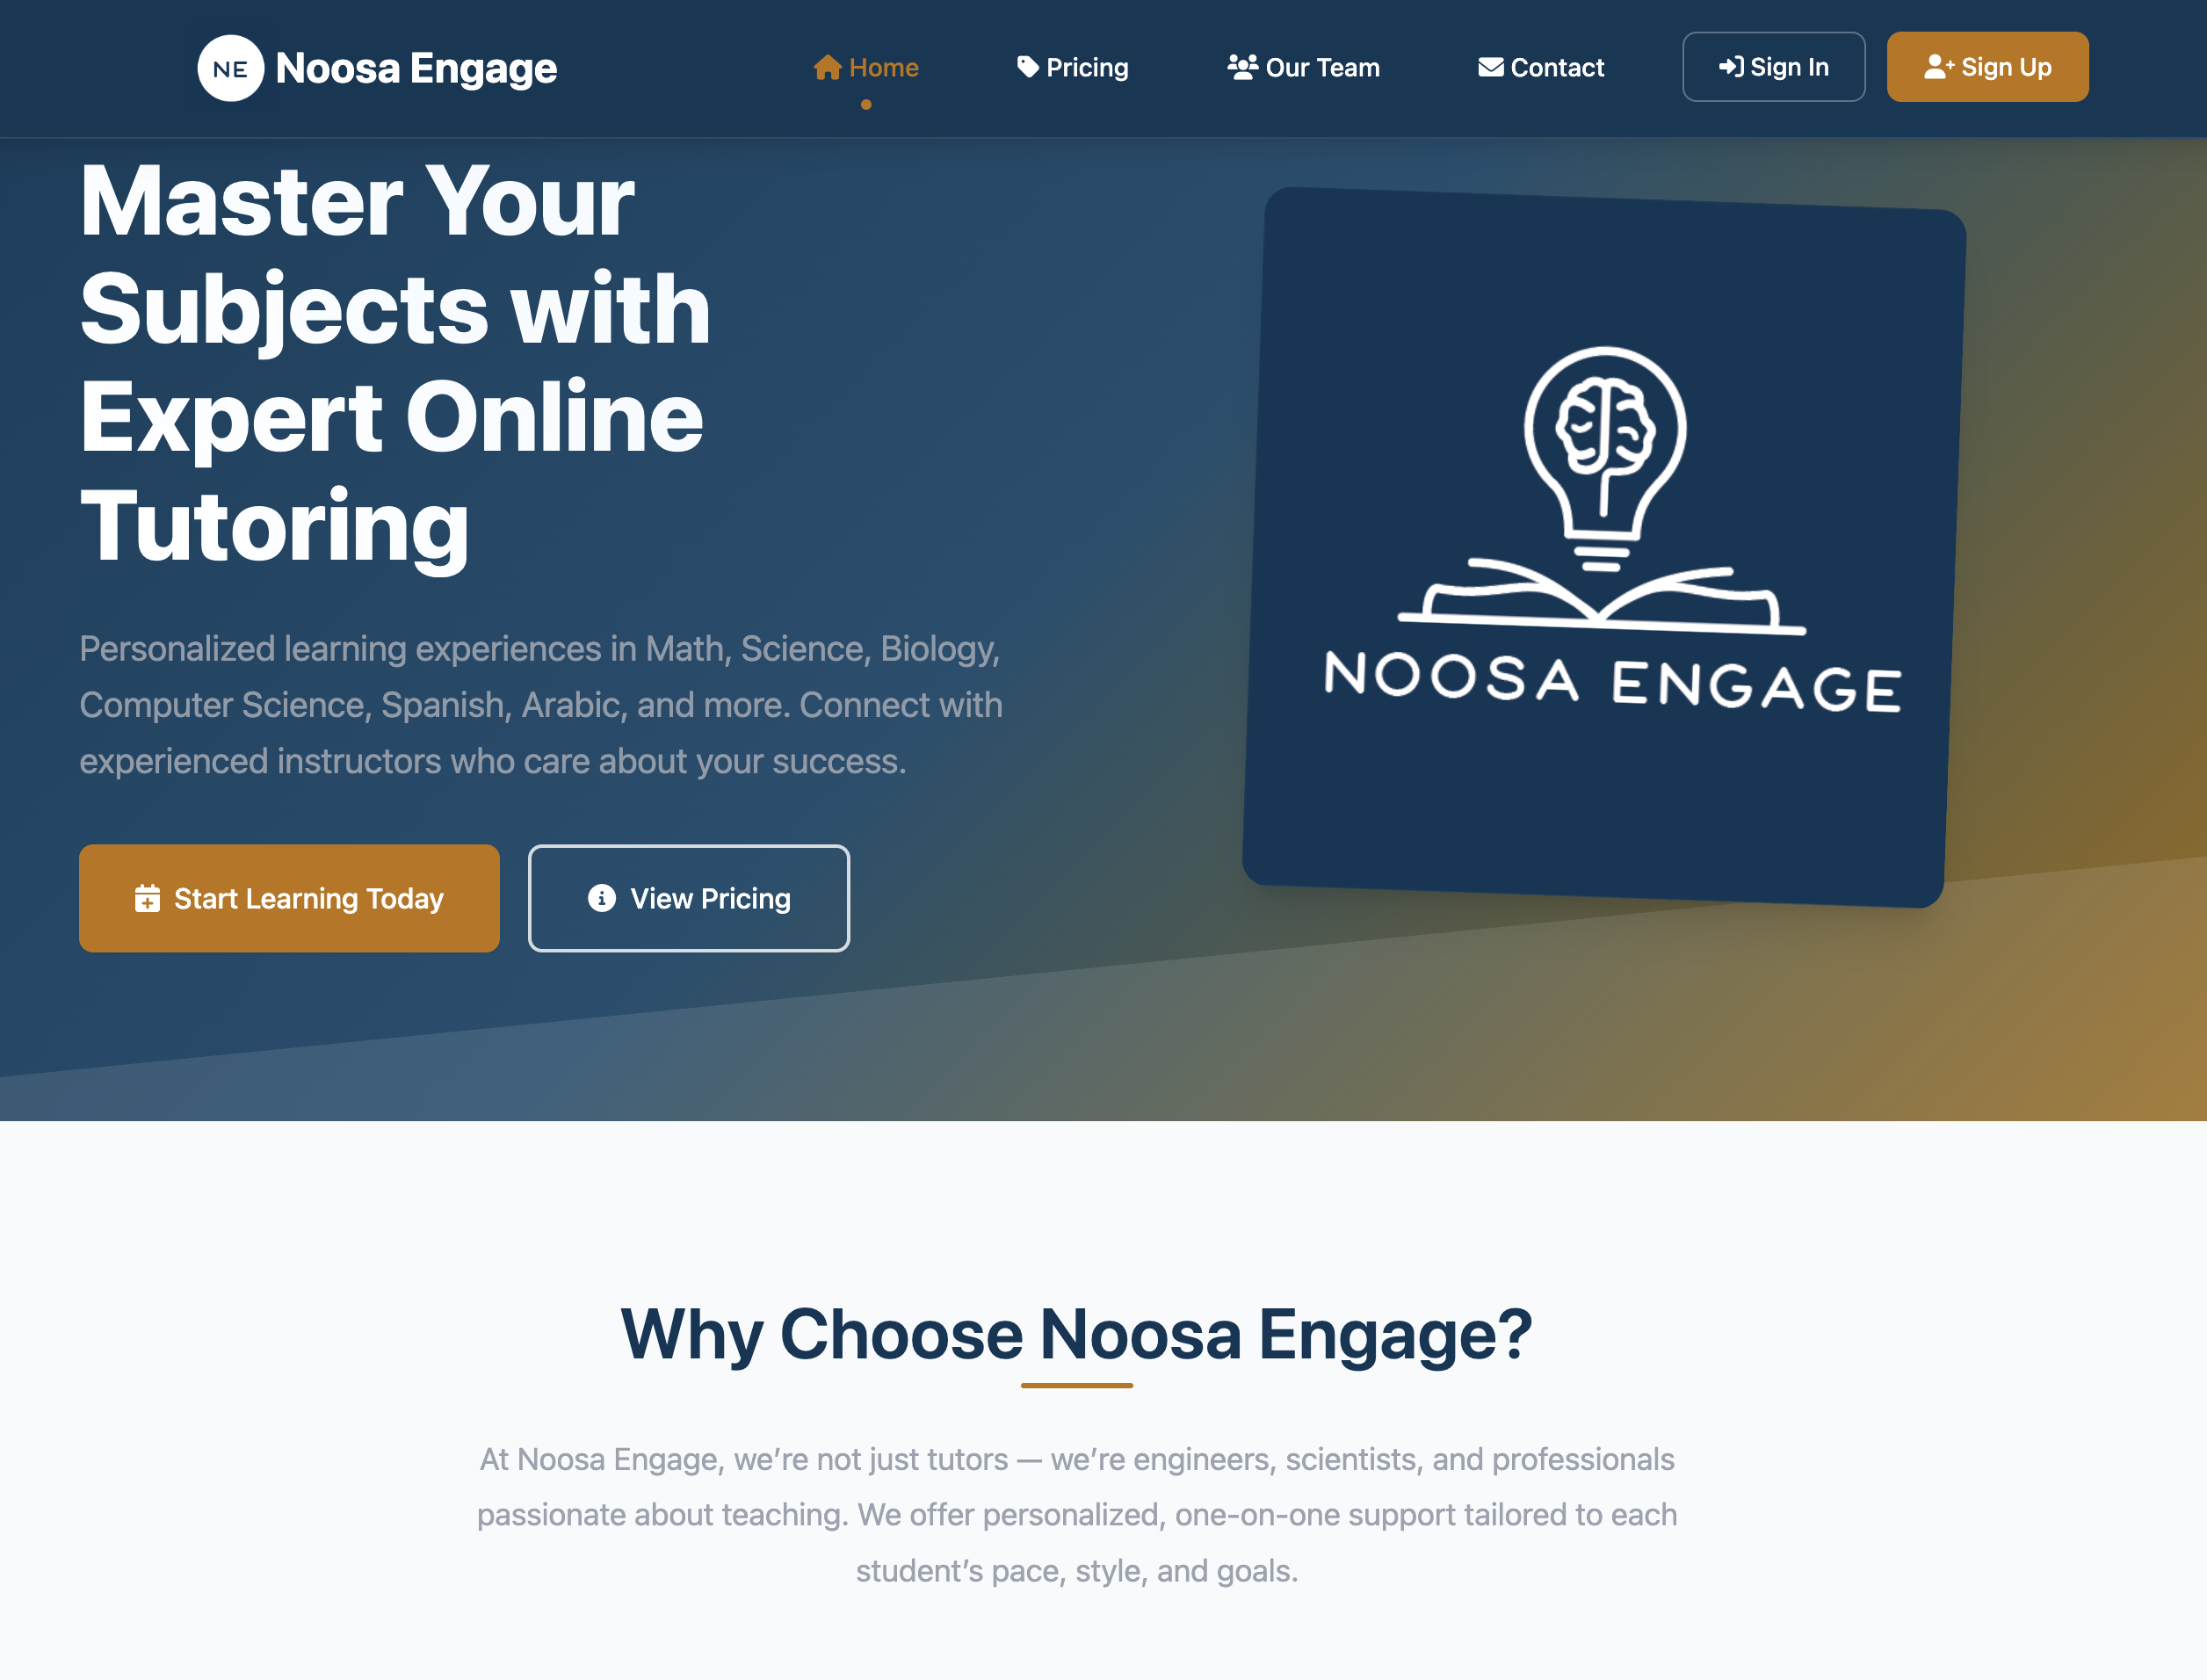 NE Noosa Engage
Home
Pricing
Our Team
Contact
Sign In
Sign Up
Master Your
Subjects with
Expert Online
Tutoring
Personalized learning experiences in Math, Science, Biology,
Computer Science, Spanish, Arabic, and more. Connect with
experienced instructors who care about your success.
Start Learning Today
View Pricing
NOOSA ENGAGE
Why Choose Noosa Engage?
At Noosa Engage, we’re not just tutors — we’re engineers, scientists, and professionals
passionate about teaching. We offer personalized, one-on-one support tailored to each
student’s pace, style, and goals.